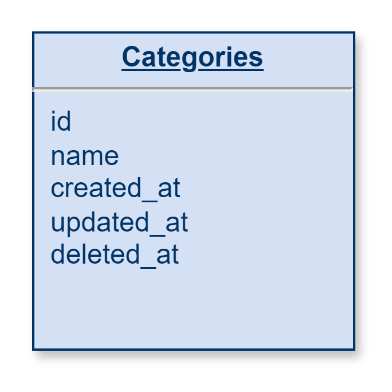 Categories
id
name
created_at
updated_at
deleted_at